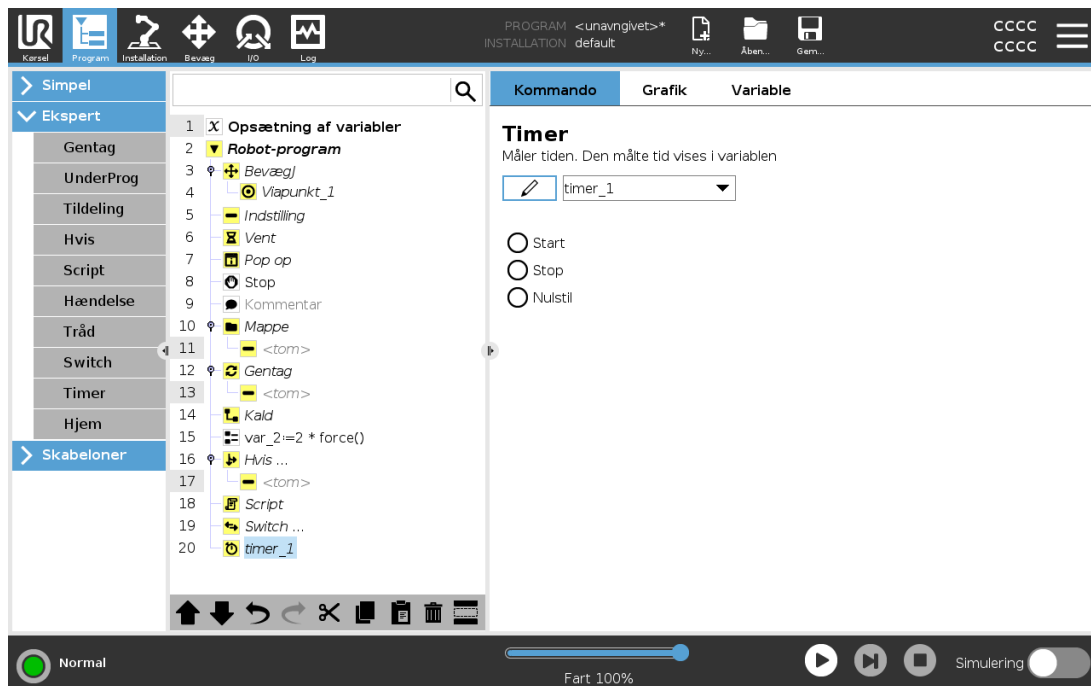 PROGRAM <unavngivet>*
INSTALLATION default
Ny...
Åben...
Gem...
CCCC
CCCC
Kørsel
Program
Installation
Bevæg
I/O
Log
Simpel
Ekspert
Gentag
UnderProg
Tildeling
Hvis
Script
Hændelse
Tråd
Switch
Timer
Hjem
Skabeloner
1 x Opsætning af variabler
2 Robot-program
3 BevægJ
4 Viapunkt_1
5 Indstilling
6 Vent
7 Pop op
8 Stop
9 Kommentar
10 Mappe
11 <tom>
12 Gentag
13 <tom>
14 Kald
15 var_2:=2 * force()
16 Hvis ...
17 <tom>
18 Script
19 Switch ...
20 timer_1
Kommando
Grafik
Variable
Timer
Måler tiden. Den målte tid vises i variablen
timer_1
Start
Stop
Nulstil
Normal
Fart 100%
Simulering